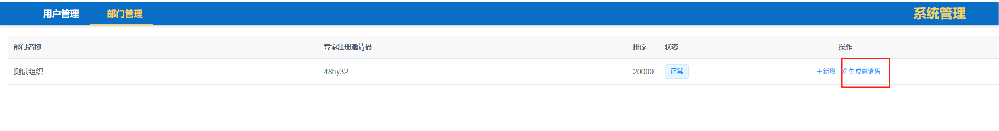 用户管理 部门管理 系统管理
部门名称 专家注册邀请码 排序 状态 操作
测试组织 48hy32 20000 正常 +新增 生成邀请码